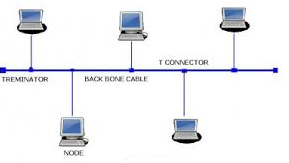 T CONNECTOR
TREMINATOR
BACK BONE CABLE
NODE